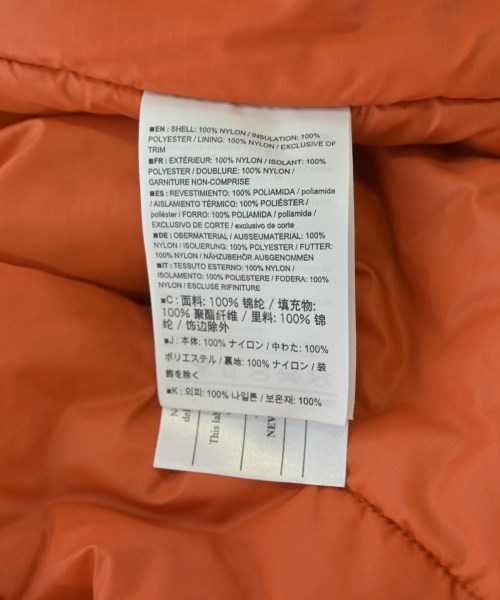 ■EN : SHELL: 100% NYLON / INSULATION: 100%
POLYESTER / LINING: 100% NYLON / EXCLUSIVE OF
TRIM
■FR : EXTÉRIEUR: 100% NYLON / ISOLANT: 100%
POLYESTER / DOUBLURE: 100% NYLON /
GARNITURE NON-COMPRISE
■ES : REVESTIMIENTO: 100% POLIAMIDA / poliamida
/ AISLAMIENTO TÉRMICO: 100% POLIÉSTER /
poliéster / FORRO: 100% POLIAMIDA / poliamida /
EXCLUSIVO DE CORTE / exclusivo de corte
■DE : OBERMATERIAL / AUSSEUMATERIAL: 100%
NYLON / ISOLIERUNG: 100% POLYESTER / FUTTER:
100% NYLON / NÄHZUBEHÖR AUSGENOMMEN
■IT : TESSUTO ESTERNO: 100% NYLON /
ISOLAMENTO: 100% POLIESTERE / FODERA: 100%
NYLON / ESCLUSE RIFINITURE
■C : 面料: 100% 锦纶 / 填充物:
100% 聚酯纤维 / 里料: 100% 锦
纶 / 饰边除外
■J : 本体: 100% ナイロン / 中わた: 100%
ポリエステル / 裏地: 100% ナイロン / 装
飾を除く
■K : 외피: 100% 나일론 / 보온재: 100%
This lab
NEV